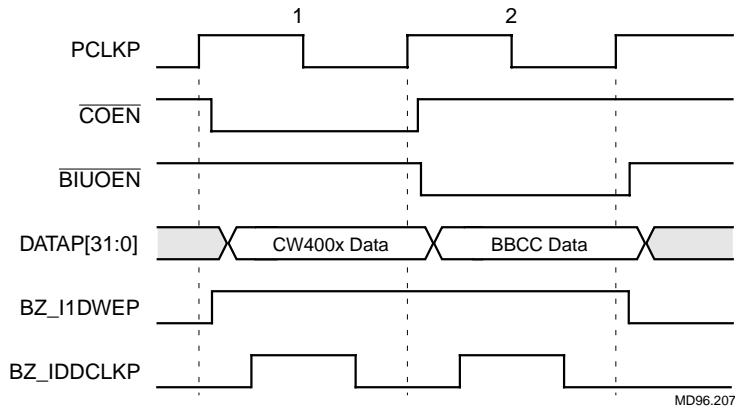 1 2
PCLKP
COEN
BIUOEN
DATAP[31:0] CW400x Data BBCC Data
BZ_I1DWEP
BZ_IDDCLKP
MD96.207